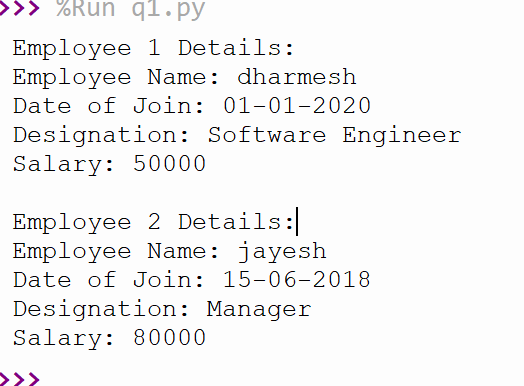 >>> %Run q1.py
Employee 1 Details:
Employee Name: dharmesh
Date of Join: 01-01-2020
Designation: Software Engineer
Salary: 50000
Employee 2 Details:
Employee Name: jayesh
Date of Join: 15-06-2018
Designation: Manager
Salary: 80000
>>>